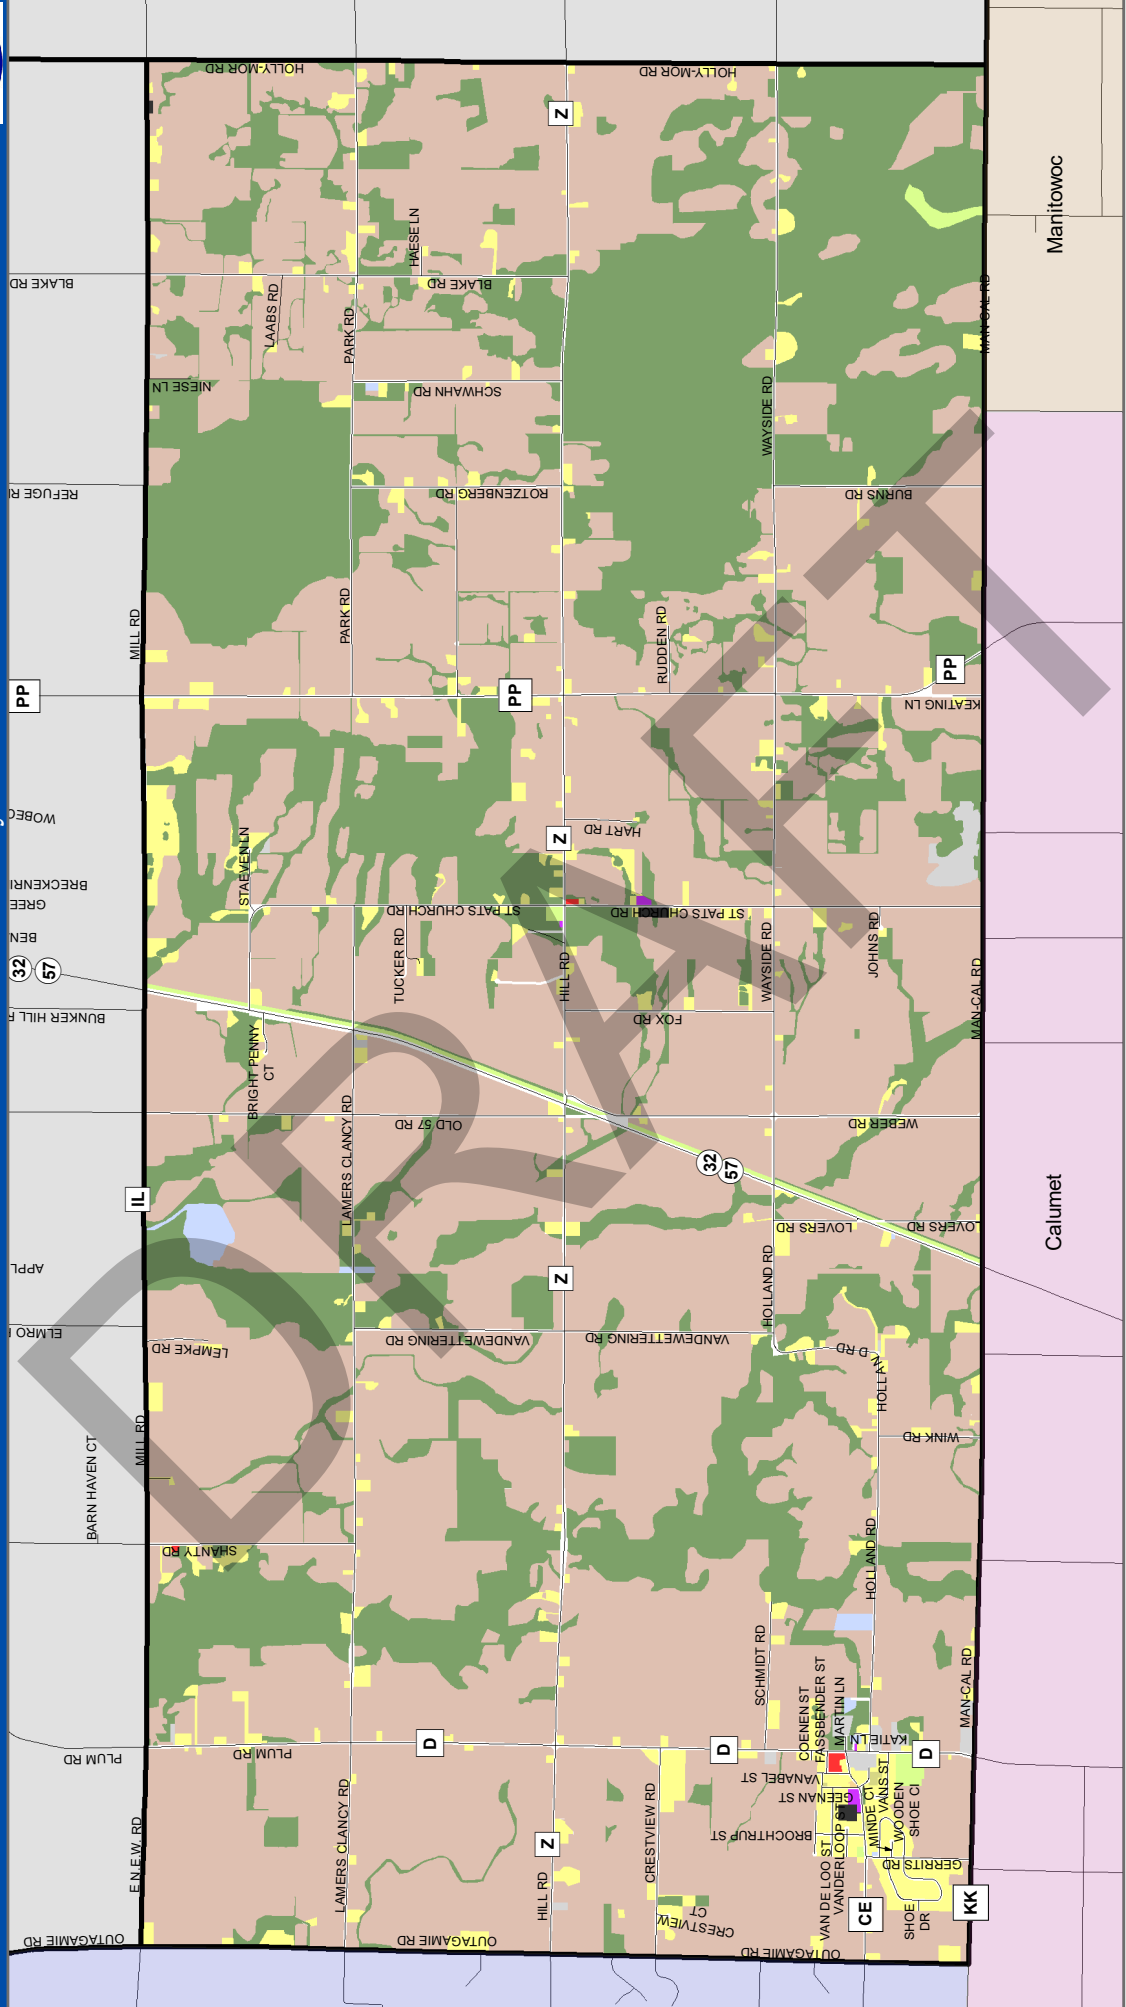 HOLLY-MOR RD
HOLLY-MOR RD
Z
Manitowoc
HAESE LN
BLAKE RD
LAABS RD
BLAKE RD
PARK RD
MAN-CAL RD
NIESE LN
SCHWAHN RD
WAYSIDE RD
REFUGE
ROTZENBERG RD
BURNS RD
MILL RD
PARK RD
RUDDEN RD
PP
PP
PP
KEATING LN
WOBEC
STAEVEN LN
Z
HART RD
BRECKENRI
GREE
ST PATS CHURCH RD
ST PATS CHURCH RD
BEN
TUCKER RD
HILL RD
WAYSIDE RD
JOHNS RD
32
57
MAN-CAL RD
BUNKER HILL
FOX RD
BRIGHT PENNY
CT
LAMERS CLANCY RD
OLD 57 RD
WEBER RD
32
57
IL
Calumet
LOVERS RD
LOVERS
APPL
Z
HOLLAND RD
ELMRO
LEMPKE RD
VANDEWETTERING RD
VANDEWETTERING RD
HOLLAND RD
MILL RD
BARN HAVEN CT
WINK RD
SHANTY RD
HOLLAND RD
SCHMIDT RD
COENEN ST
FASSBENDER ST
MARTIN LN
MAN-CAL RD
PLUM RD
PLUM RD
D
D
KATIE LN
D
VANABEL ST
GEENAN ST
VANS ST
MINDE CT
WOODEN
SHOE CI
E.N.E.W. RD
LAMERS CLANCY RD
Z
CRESTVIEW RD
BROCHTRUP ST
VAN DE LOO ST
VANDERLOOP ST
GERRITS RD
HILL RD
CRESTVIEW
CT
CE
SHOE
DR
KK
OUTAGAMIE RD
OUTAGAMIE RD
OUTAGAMIE RD
DRAFT